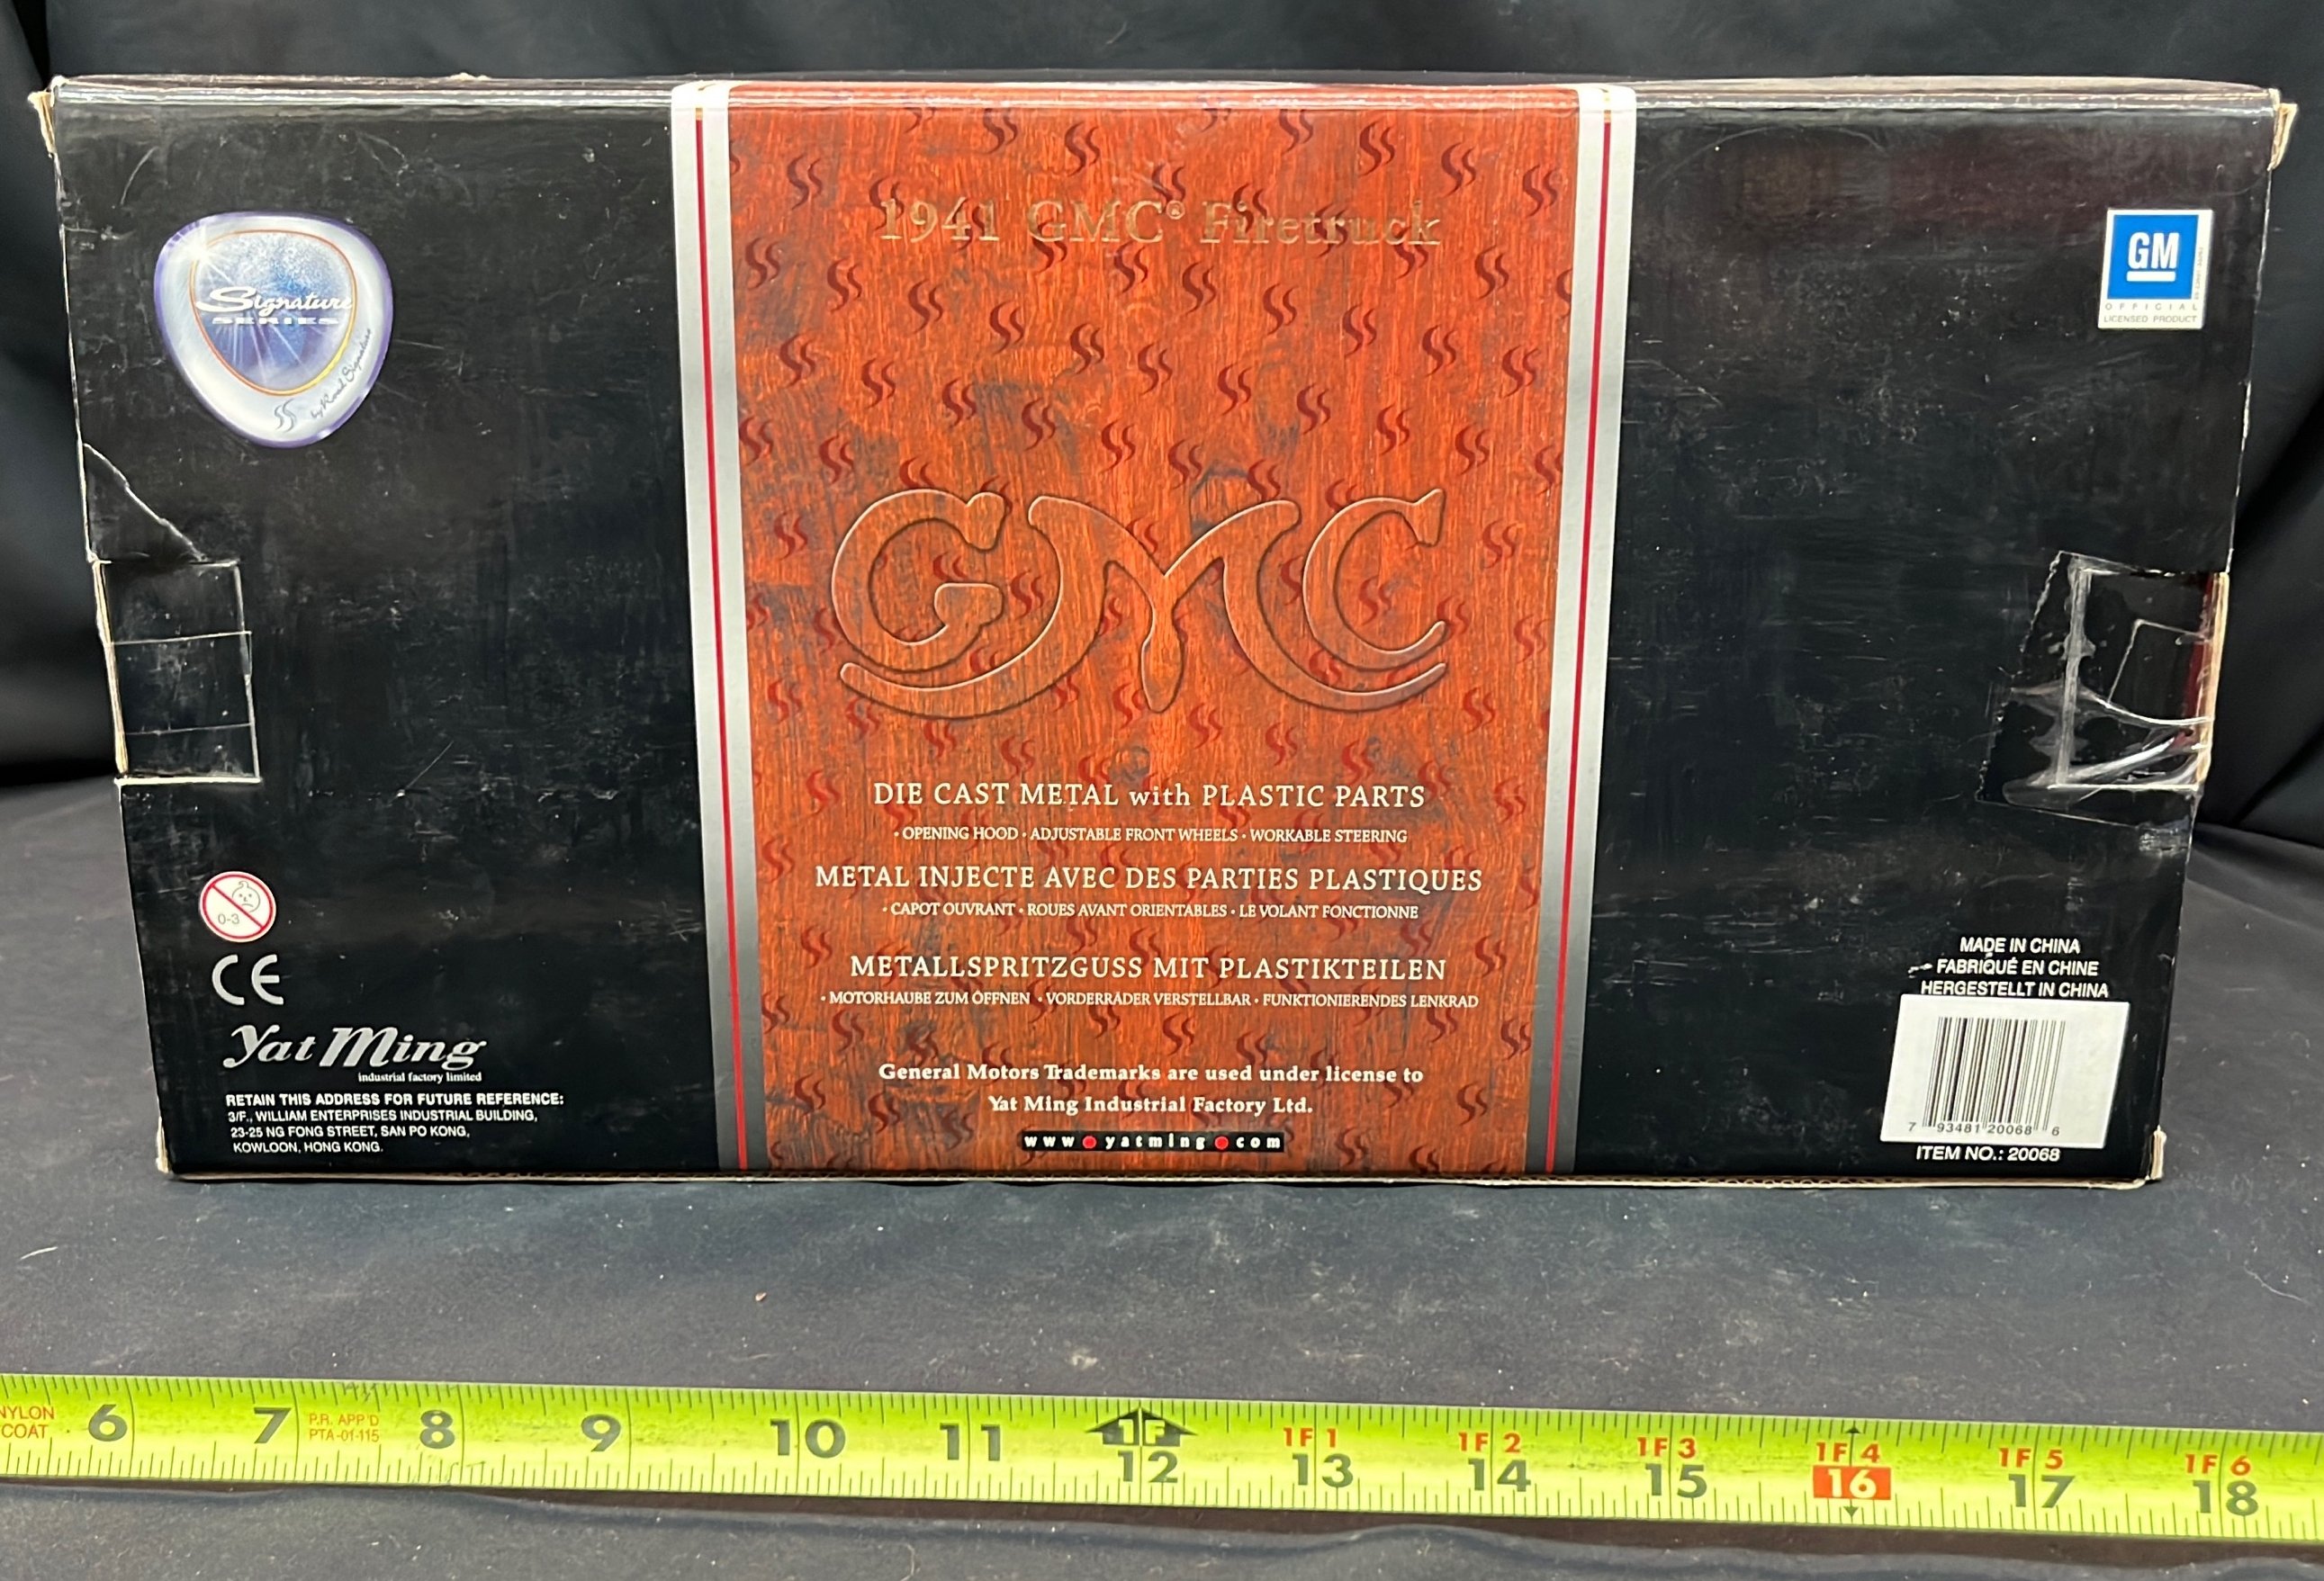 1941 GMC® Firetruck
Signature
SERIES
by Road Signature
GM
OFFICIAL
LICENSED PRODUCT
GMC
DIE CAST METAL with PLASTIC PARTS
• OPENING HOOD • ADJUSTABLE FRONT WHEELS • WORKABLE STEERING
METAL INJECTE AVEC DES PARTIES PLASTIQUES
• CAPOT OUVRANT • ROUES AVANT ORIENTABLES • LE VOLANT FONCTIONNE
METALLSPRITZGUSS MIT PLASTIKTEILEN
• MOTORHAUBE ZUM ÖFFNEN • VORDERRÄDER VERSTELLBAR • FUNKTIONIERENDES LENKRAD
General Motors Trademarks are used under license to
Yat Ming Industrial Factory Ltd.
www.yatming.com
0-3
CE
Yat Ming
industrial factory limited
RETAIN THIS ADDRESS FOR FUTURE REFERENCE:
3/F., WILLIAM ENTERPRISES INDUSTRIAL BUILDING,
23-25 NG FONG STREET, SAN PO KONG,
KOWLOON, HONG KONG.
MADE IN CHINA
FABRIQUÉ EN CHINE
HERGESTELLT IN CHINA
7 93481 20068 6
ITEM NO.: 20068
NYLON
COAT
6 7
P.R. APP'D
PTA-01-115
8 9 10 11
1F 1F 1 1F 2 1F 3 1F 4 1F 5 1F 6
12 13 14 15 16 17 18